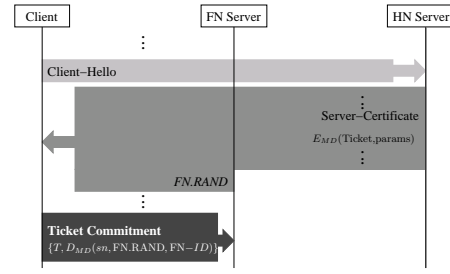 Client FN Server HN Server
Client–Hello
Server–Certificate
E_MD(Ticket,params)
FN.RAND
Ticket Commitment
{T, D_MD(sn, FN.RAND, FN−ID)}